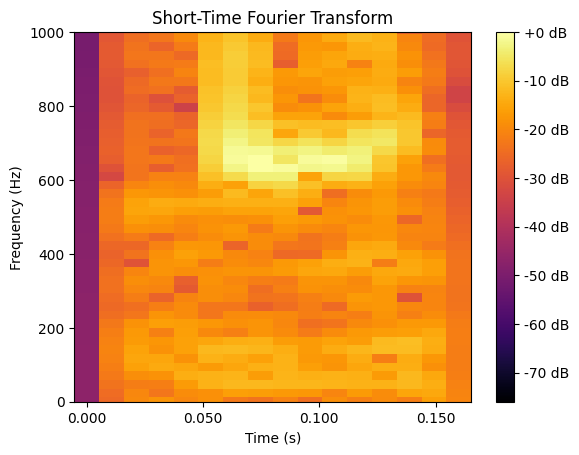 Short-Time Fourier Transform
1000
800
600
400
200
0
Frequency (Hz)
0.000
0.050
0.100
0.150
Time (s)
+0 dB
-10 dB
-20 dB
-30 dB
-40 dB
-50 dB
-60 dB
-70 dB